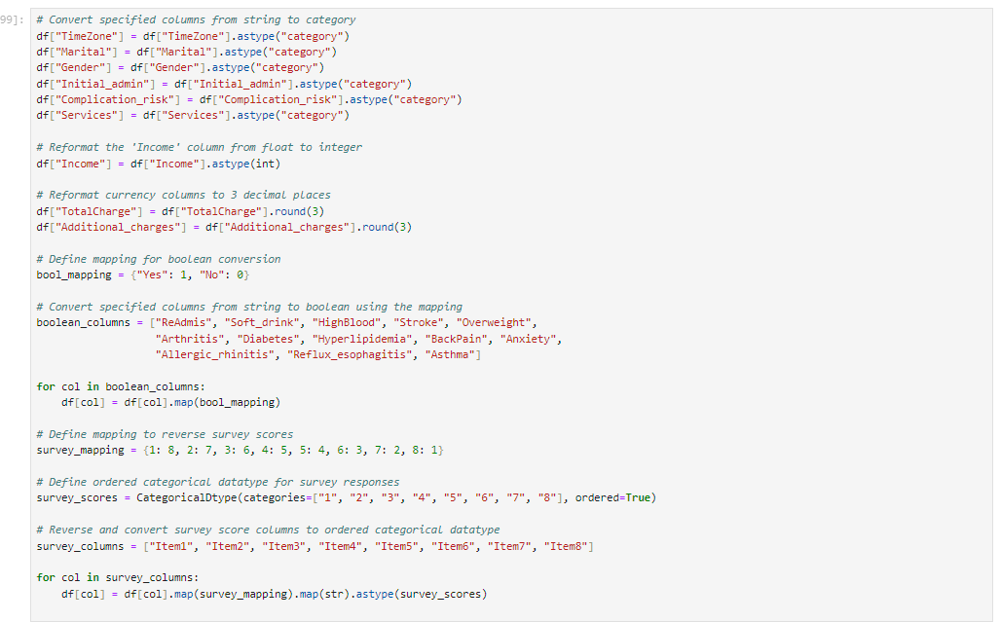 99]:
# Convert specified columns from string to category
df["TimeZone"] = df["TimeZone"].astype("category")
df["Marital"] = df["Marital"].astype("category")
df["Gender"] = df["Gender"].astype("category")
df["Initial_admin"] = df["Initial_admin"].astype("category")
df["Complication_risk"] = df["Complication_risk"].astype("category")
df["Services"] = df["Services"].astype("category")

# Reformat the 'Income' column from float to integer
df["Income"] = df["Income"].astype(int)

# Reformat currency columns to 3 decimal places
df["TotalCharge"] = df["TotalCharge"].round(3)
df["Additional_charges"] = df["Additional_charges"].round(3)

# Define mapping for boolean conversion
bool_mapping = {"Yes": 1, "No": 0}

# Convert specified columns from string to boolean using the mapping
boolean_columns = ["ReAdmis", "Soft_drink", "HighBlood", "Stroke", "Overweight",
                   "Arthritis", "Diabetes", "Hyperlipidemia", "BackPain", "Anxiety",
                   "Allergic_rhinitis", "Reflux_esophagitis", "Asthma"]

for col in boolean_columns:
    df[col] = df[col].map(bool_mapping)

# Define mapping to reverse survey scores
survey_mapping = {1: 8, 2: 7, 3: 6, 4: 5, 5: 4, 6: 3, 7: 2, 8: 1}

# Define ordered categorical datatype for survey responses
survey_scores = CategoricalDtype(categories=["1", "2", "3", "4", "5", "6", "7", "8"], ordered=True)

# Reverse and convert survey score columns to ordered categorical datatype
survey_columns = ["Item1", "Item2", "Item3", "Item4", "Item5", "Item6", "Item7", "Item8"]

for col in survey_columns:
    df[col] = df[col].map(survey_mapping).map(str).astype(survey_scores)